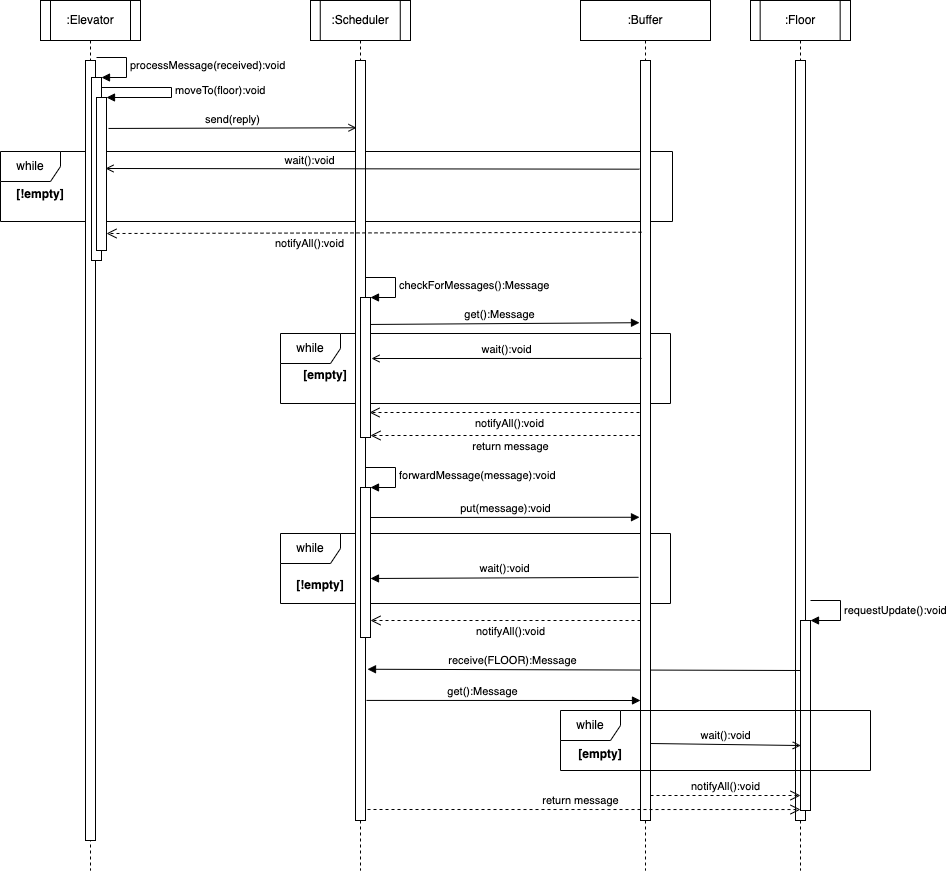 :Elevator
:Scheduler
:Buffer
:Floor
processMessage(received):void
moveTo(floor):void
send(reply)
while
wait():void
[!empty]
notifyAll():void
checkForMessages():Message
get():Message
while
wait():void
[empty]
notifyAll():void
return message
forwardMessage(message):void
put(message):void
while
wait():void
[!empty]
requestUpdate():void
notifyAll():void
receive(FLOOR):Message
get():Message
while
wait():void
[empty]
notifyAll():void
return message